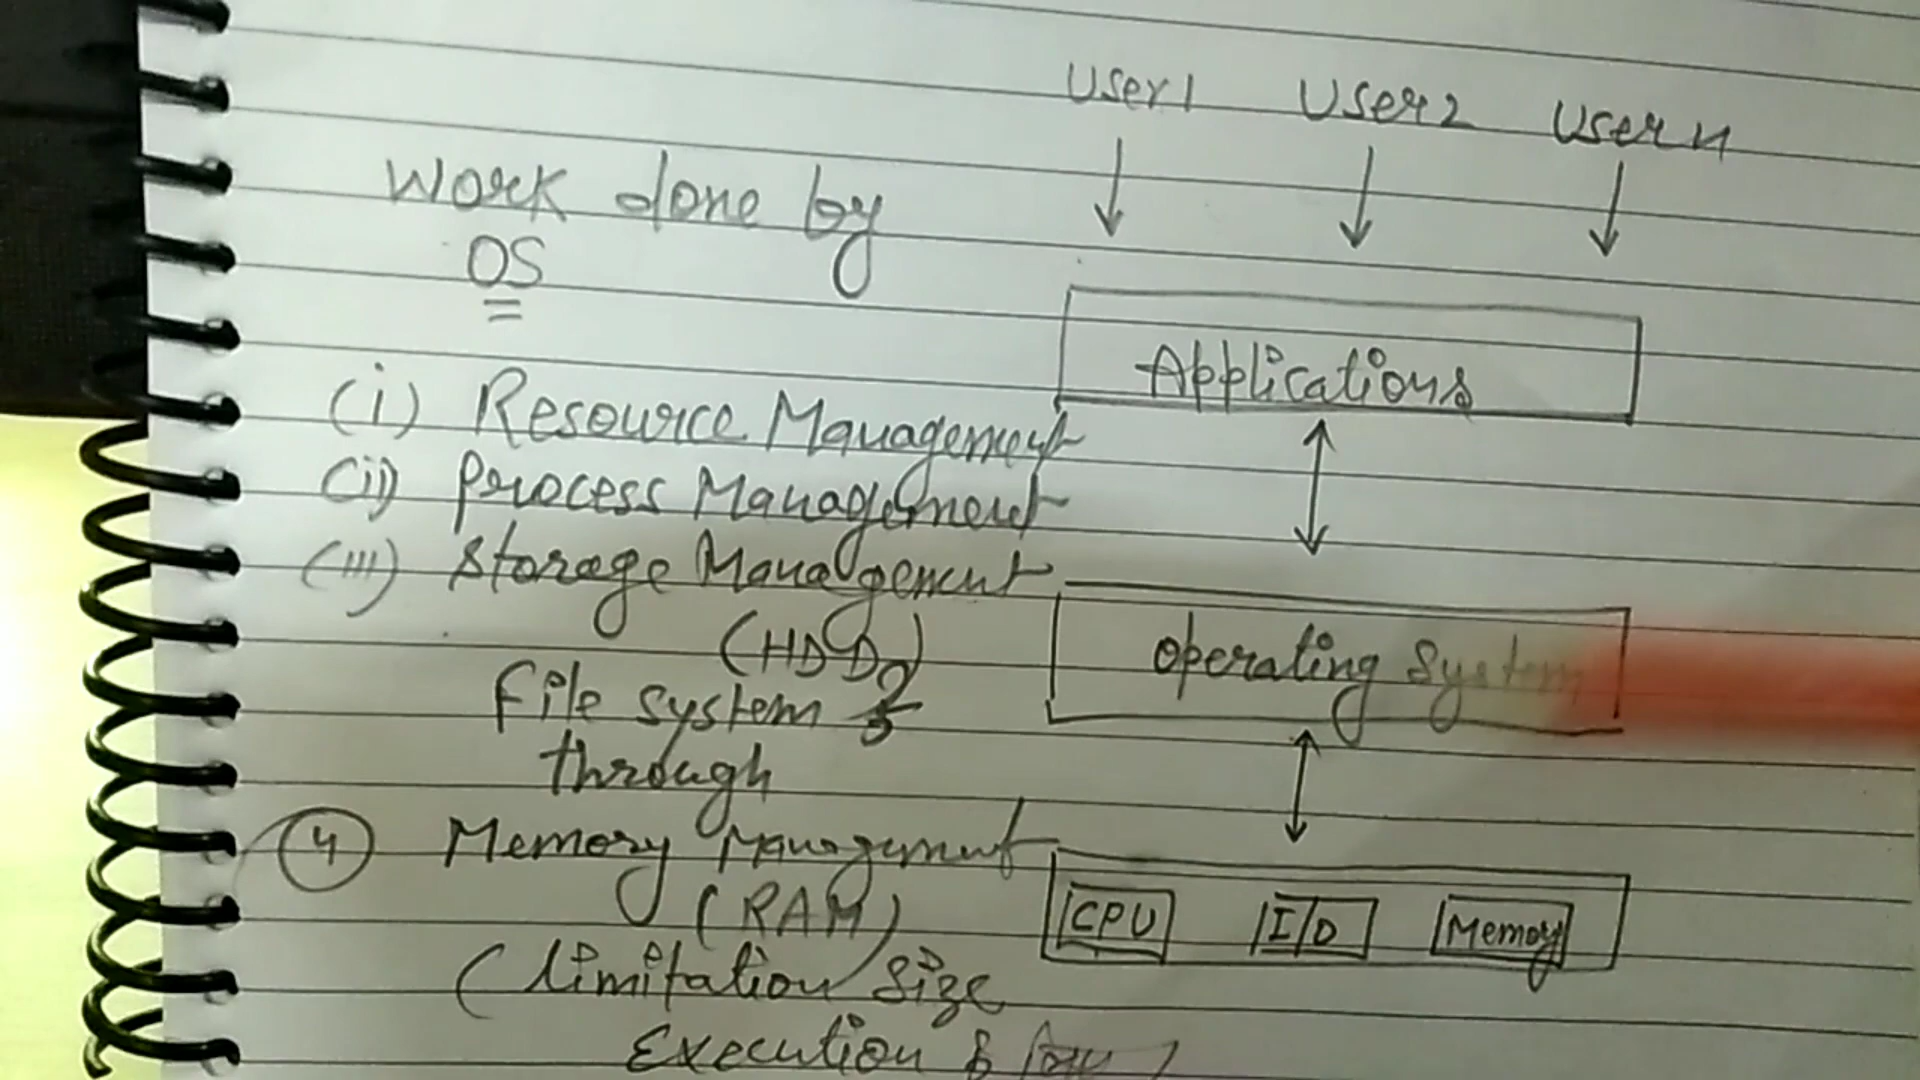 User1 User2 User n
Work done by
OS
Applications
(i) Resource Management
(ii) Process Management
(iii) Storage Management
(HDD)
Operating System
File system
through
4 Memory Management
(RAM)
CPU I/O Memory
(limitation Size
Execution